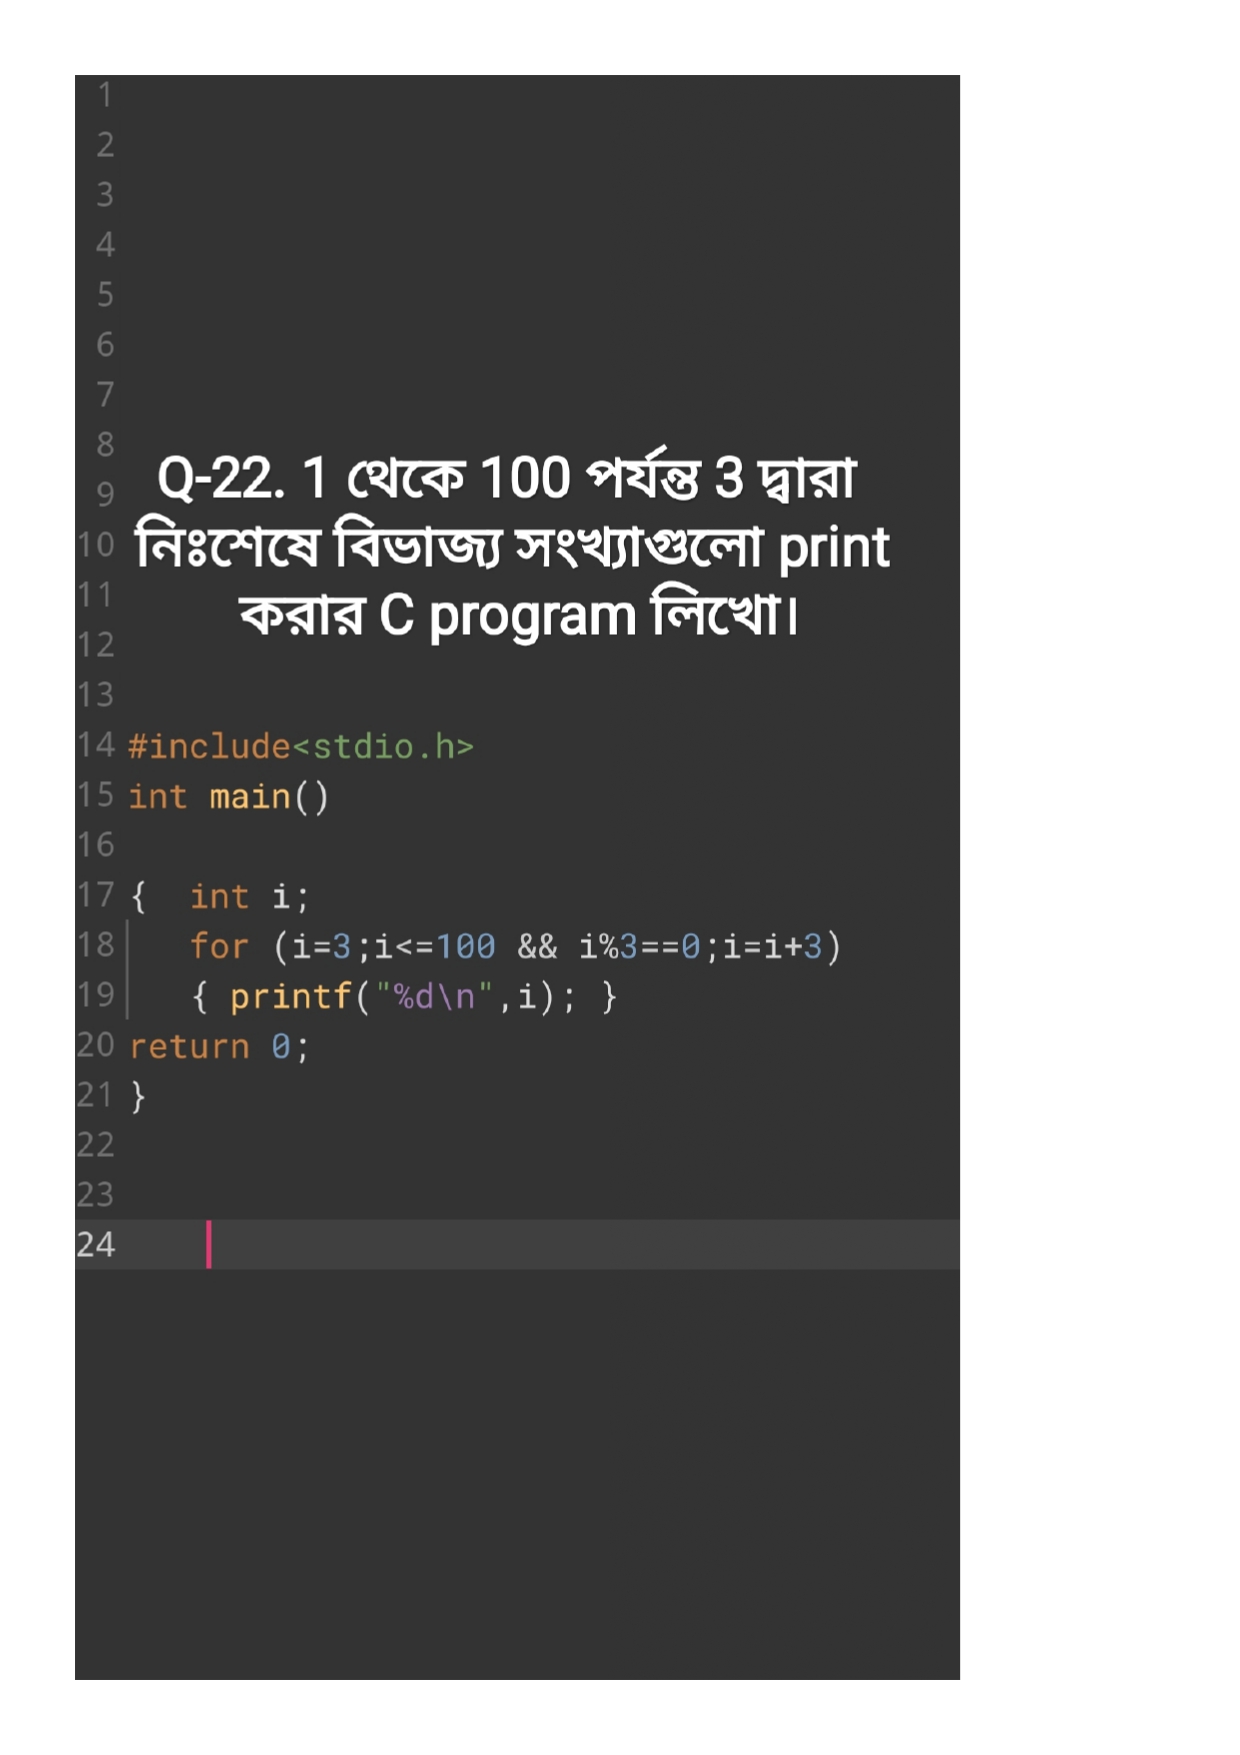 1
2
3
4
5
6
7
8
Q-22. 1 থেকে 100 পর্যন্ত 3 দ্বারা
9
10 নিঃশেষে বিভাজ্য সংখ্যাগুলো print
11
করার C program লিখো।
12
13
14 #include<stdio.h>
15 int main()
16
17 {  int i;
18    for (i=3;i<=100 && i%3==0;i=i+3)
19    { printf("%d\n",i); }
20 return 0;
21 }
22
23
24